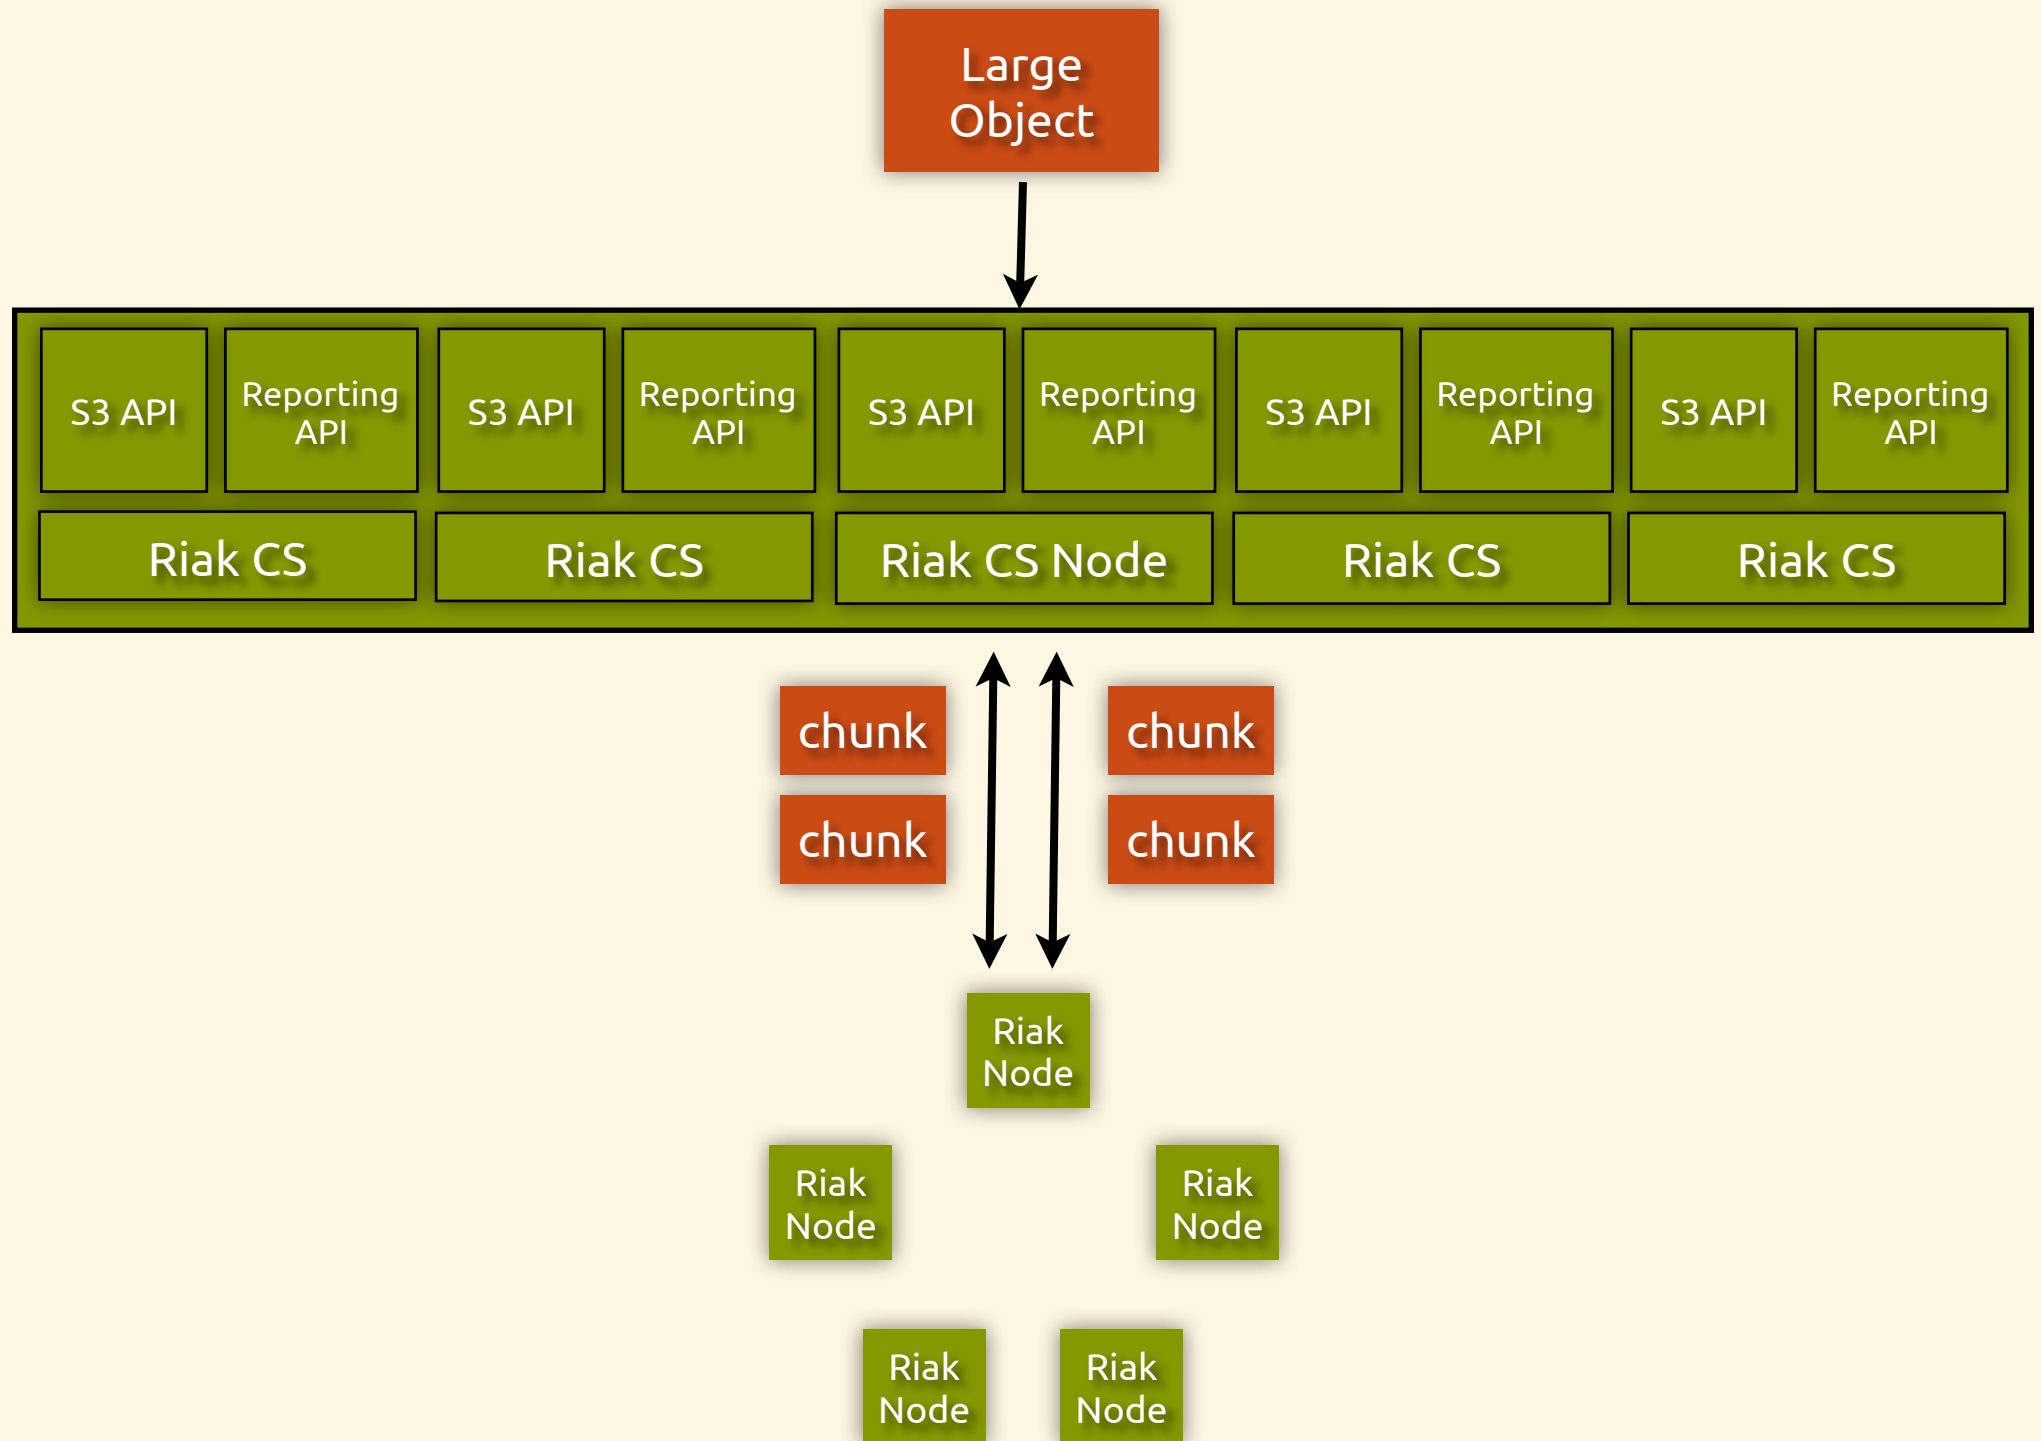 Large
Object
S3 API
Reporting
API
S3 API
Reporting
API
S3 API
Reporting
API
S3 API
Reporting
API
S3 API
Reporting
API
Riak CS
Riak CS
Riak CS Node
Riak CS
Riak CS
chunk
chunk
chunk
chunk
Riak
Node
Riak
Node
Riak
Node
Riak
Node
Riak
Node